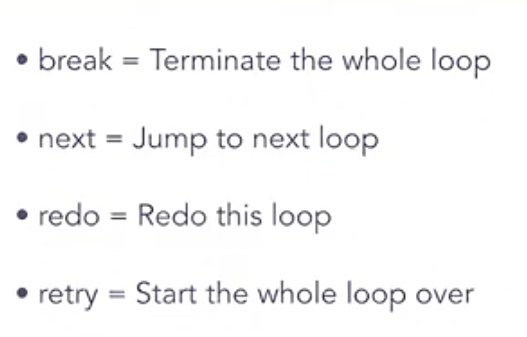 • break = Terminate the whole loop
• next = Jump to next loop
• redo = Redo this loop
• retry = Start the whole loop over